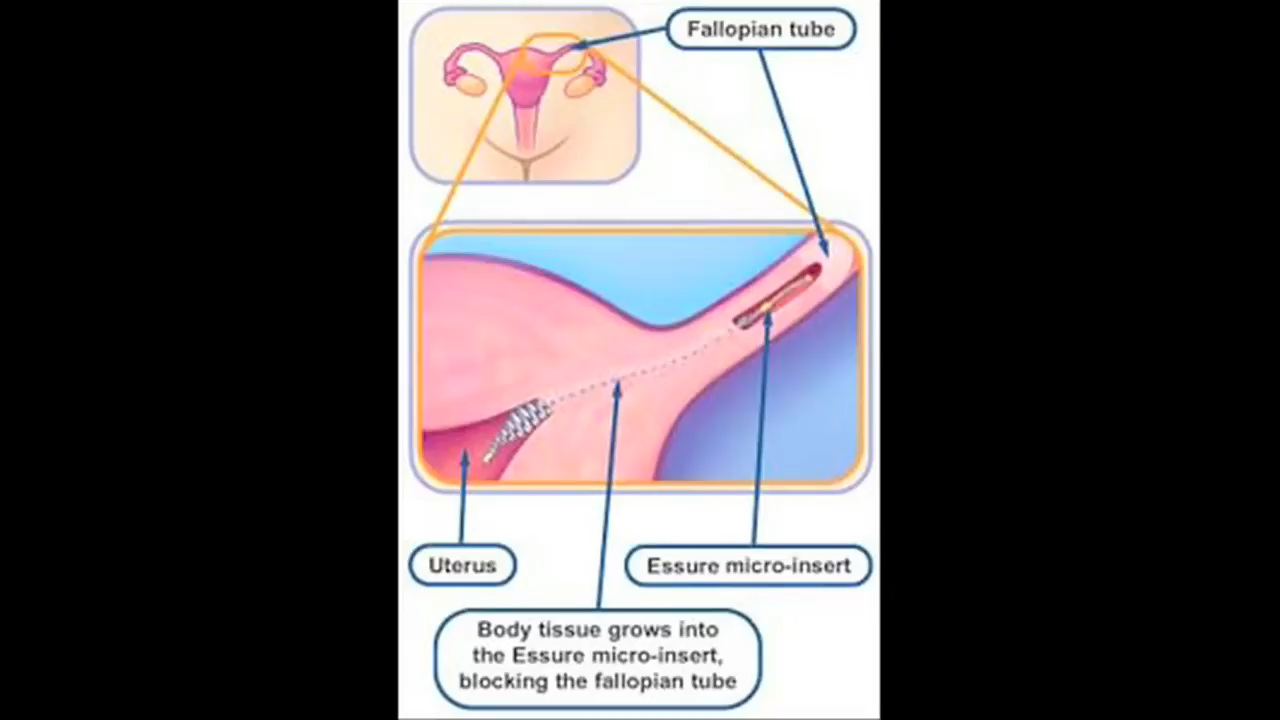 Fallopian tube
Uterus
Essure micro-insert
Body tissue grows into
the Essure micro-insert,
blocking the fallopian tube